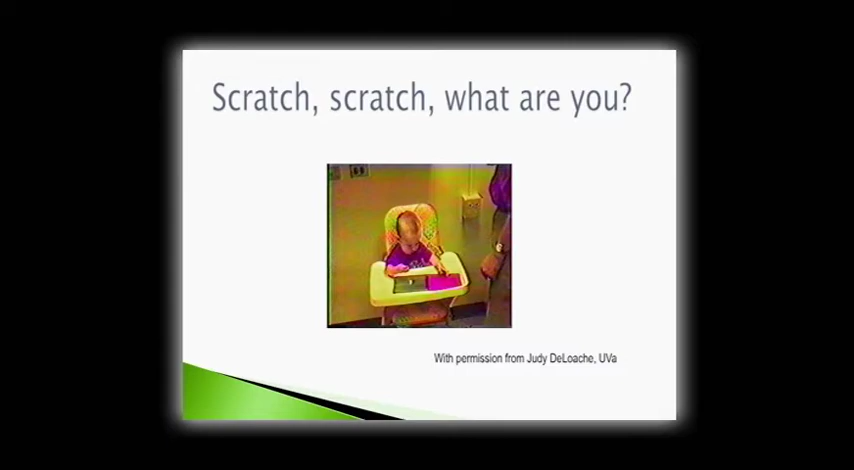 Scratch, scratch, what are you?
With permission from Judy DeLoache, UVa